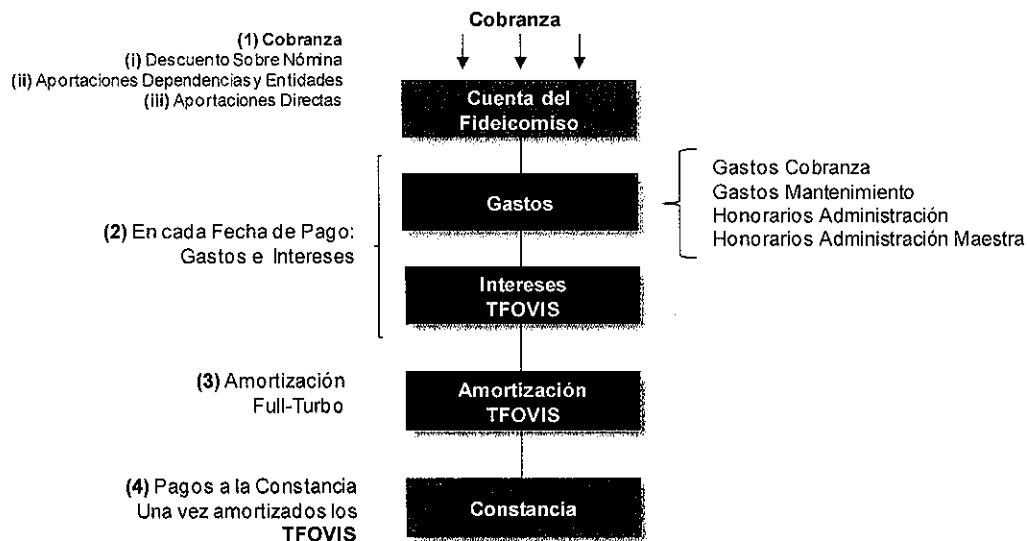 Cobranza
(1) Cobranza
(i) Descuento Sobre Nómina
(ii) Aportaciones Dependencias y Entidades
(iii) Aportaciones Directas
Cuenta del
Fideicomiso
Gastos
Gastos Cobranza
Gastos Mantenimiento
Honorarios Administración
Honorarios Administración Maestra
(2) En cada Fecha de Pago:
Gastos e Intereses
Intereses
TFOVIS
(3) Amortización
Full-Turbo
Amortización
TFOVIS
(4) Pagos a la Constancia
Una vez amortizados los
TFOVIS
Constancia